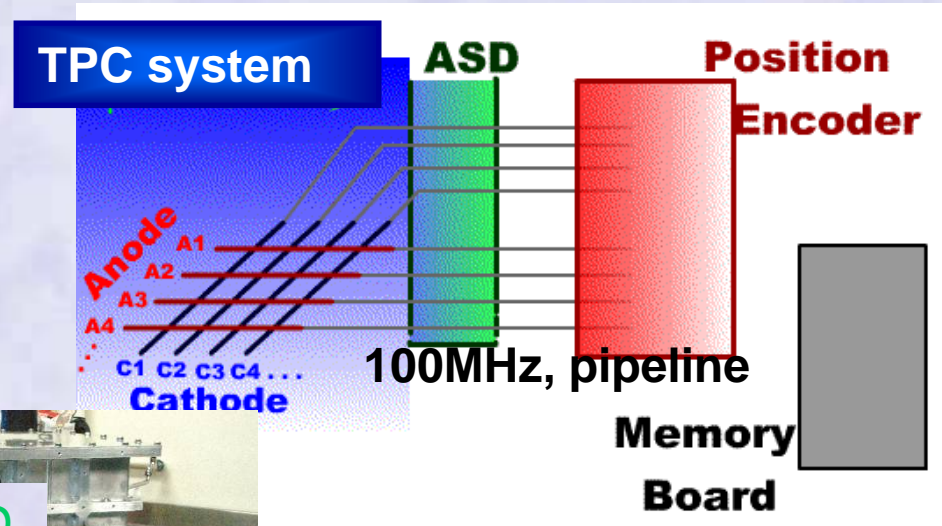 TPC system
ASD
Position
Encoder
Anode
A1
A2
A3
A4
C1 C2 C3 C4 . . .
Cathode
100MHz, pipeline
Memory
Board